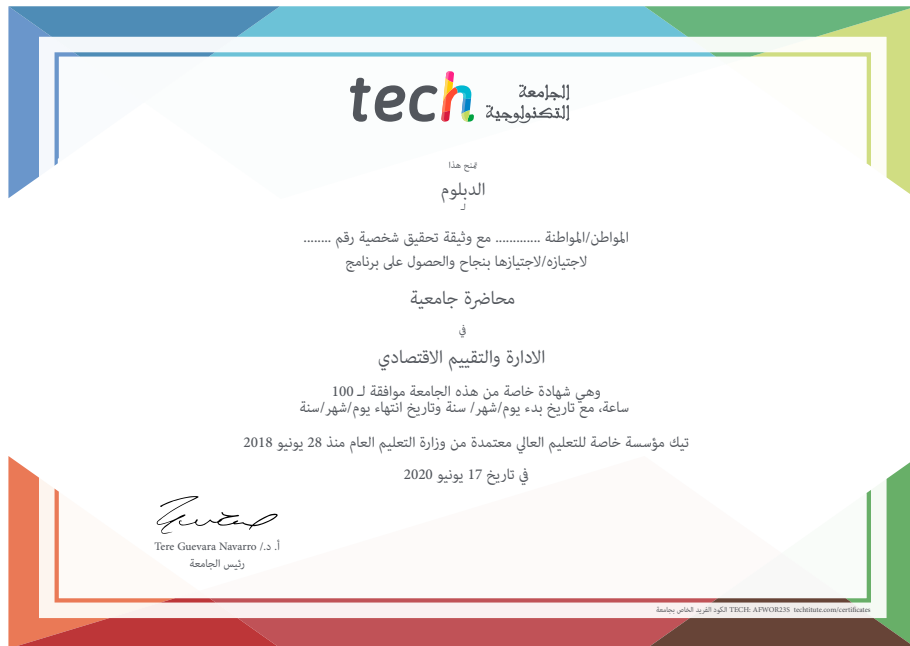 tech الجامعة
التكنولوجية
يمنح هذا
الدبلوم
لـ
المواطن/المواطنة ............. مع وثيقة تحقيق شخصية رقم ........
لاجتيازه/لاجتيازها بنجاح والحصول على برنامج
محاضرة جامعية
في
الادارة والتقييم الاقتصادي
وهي شهادة خاصة من هذه الجامعة موافقة لـ 100
ساعة، مع تاريخ بدء يوم/شهر/ سنة وتاريخ انتهاء يوم/شهر/سنة
تيك مؤسسة خاصة للتعليم العالي معتمدة من وزارة التعليم العام منذ 28 يونيو 2018
في تاريخ 17 يونيو 2020
أ. د./ Tere Guevara Navarro
رئيس الجامعة
الكود الفريد الخاص بجامعة TECH: AFWOR23S techtitute.com/certificates